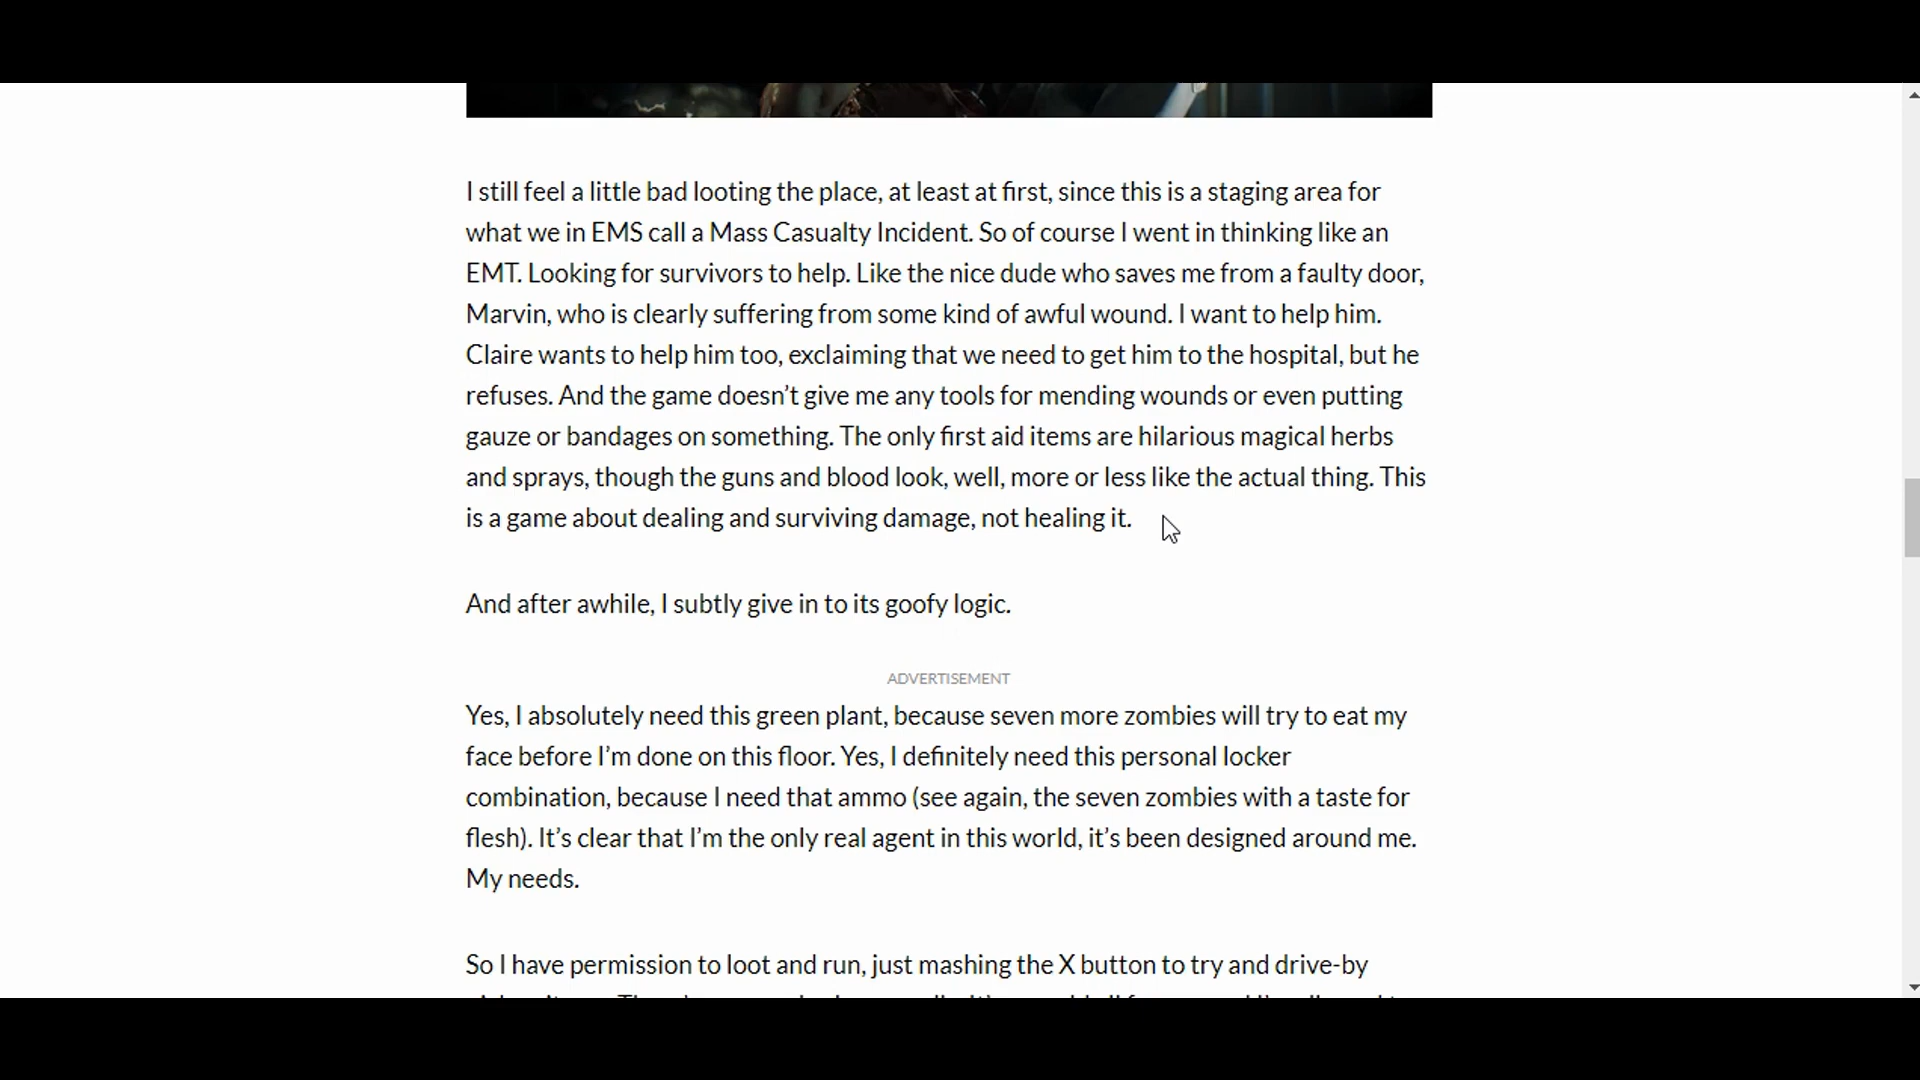 I still feel a little bad looting the place, at least at first, since this is a staging area for
what we in EMS call a Mass Casualty Incident. So of course I went in thinking like an
EMT. Looking for survivors to help. Like the nice dude who saves me from a faulty door,
Marvin, who is clearly suffering from some kind of awful wound. I want to help him.
Claire wants to help him too, exclaiming that we need to get him to the hospital, but he
refuses. And the game doesn’t give me any tools for mending wounds or even putting
gauze or bandages on something. The only first aid items are hilarious magical herbs
and sprays, though the guns and blood look, well, more or less like the actual thing. This
is a game about dealing and surviving damage, not healing it.
And after awhile, I subtly give in to its goofy logic.
ADVERTISEMENT
Yes, I absolutely need this green plant, because seven more zombies will try to eat my
face before I’m done on this floor. Yes, I definitely need this personal locker
combination, because I need that ammo (see again, the seven zombies with a taste for
flesh). It’s clear that I’m the only real agent in this world, it’s been designed around me.
My needs.
So I have permission to loot and run, just mashing the X button to try and drive-by